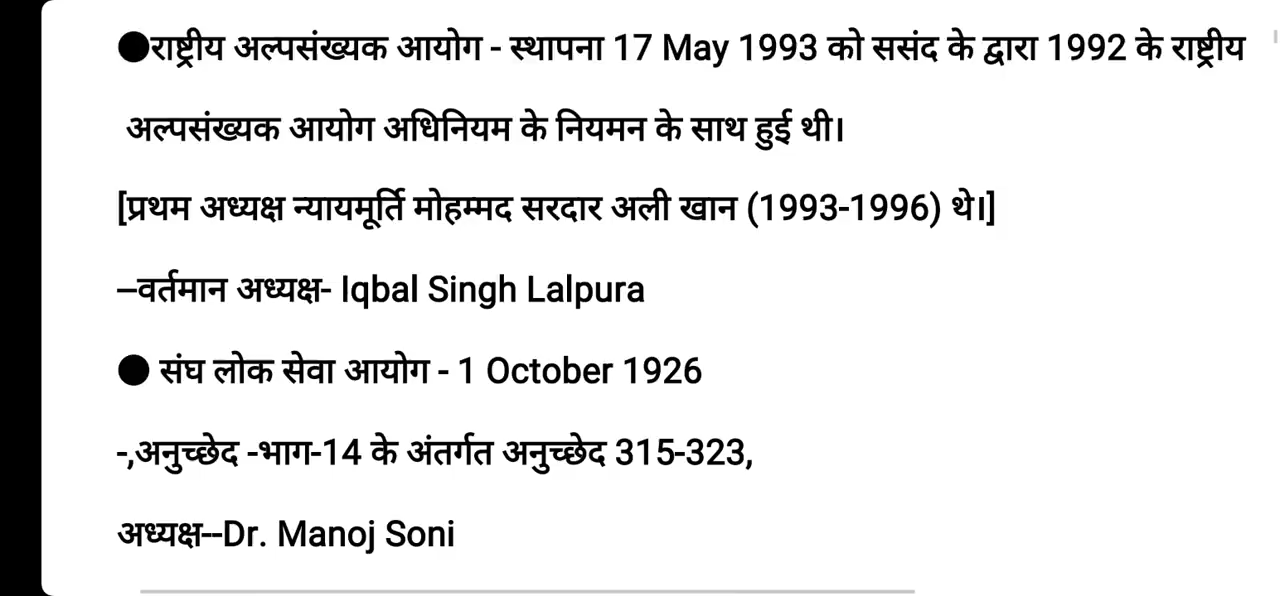 ●राष्ट्रीय अल्पसंख्यक आयोग - स्थापना 17 May 1993 को ससंद के द्वारा 1992 के राष्ट्रीय
अल्पसंख्यक आयोग अधिनियम के नियमन के साथ हुई थी।
[प्रथम अध्यक्ष न्यायमूर्ति मोहम्मद सरदार अली खान (1993-1996) थे।]
–वर्तमान अध्यक्ष- Iqbal Singh Lalpura
● संघ लोक सेवा आयोग - 1 October 1926
-,अनुच्छेद -भाग-14 के अंतर्गत अनुच्छेद 315-323,
अध्यक्ष--Dr. Manoj Soni